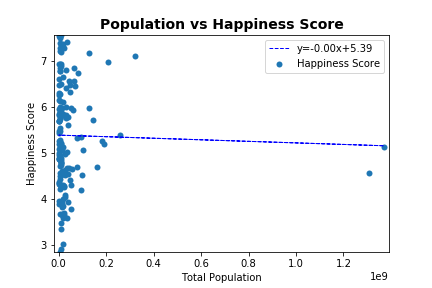 Population vs Happiness Score
y=-0.00x+5.39
Happiness Score
Happiness Score
7
6
5
4
3
0.0 0.2 0.4 0.6 0.8 1.0 1.2
1e9
Total Population